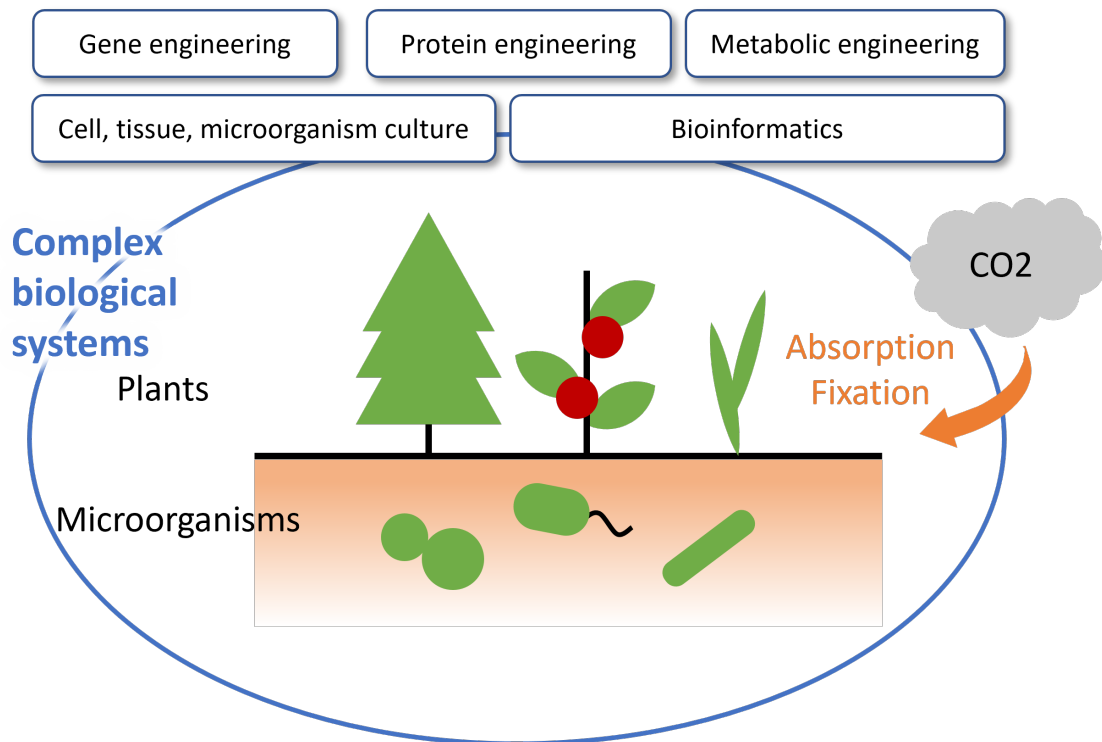 Gene engineering
Protein engineering
Metabolic engineering
Cell, tissue, microorganism culture
Bioinformatics
Complex
biological
systems
CO2
Absorption
Fixation
Plants
Microorganisms